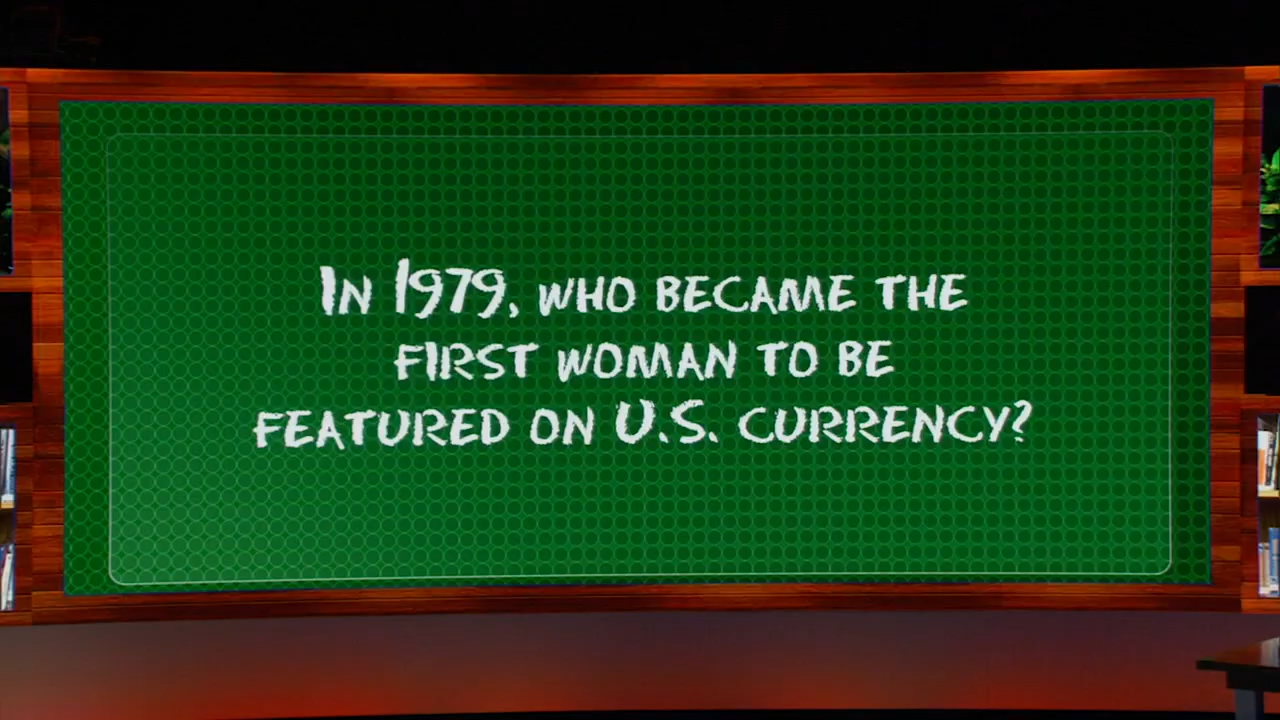 In 1979, who became the
first woman to be
featured on U.S. currency?